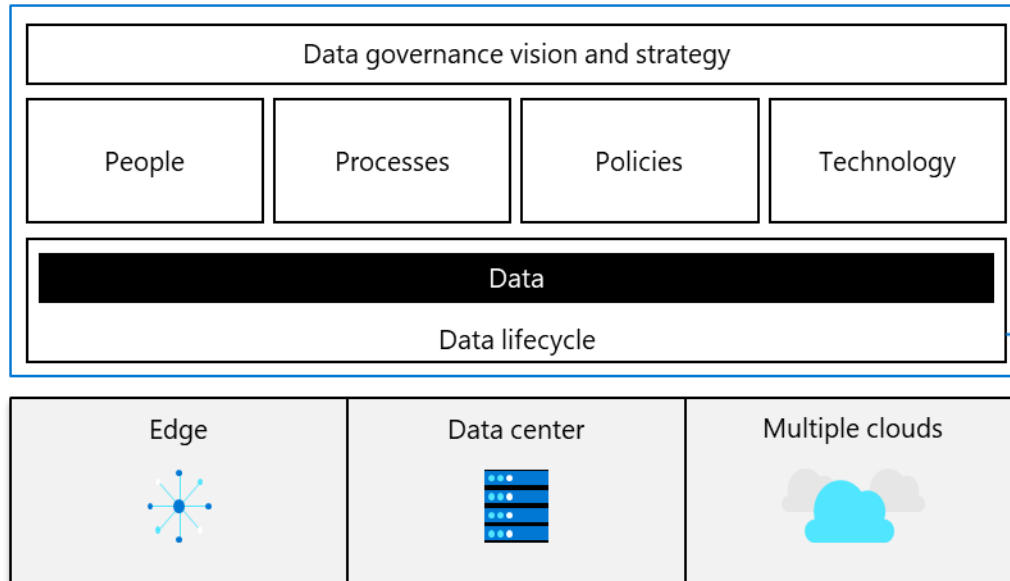 Data governance vision and strategy
People
Processes
Policies
Technology
Data
Data lifecycle
Edge
Data center
Multiple clouds